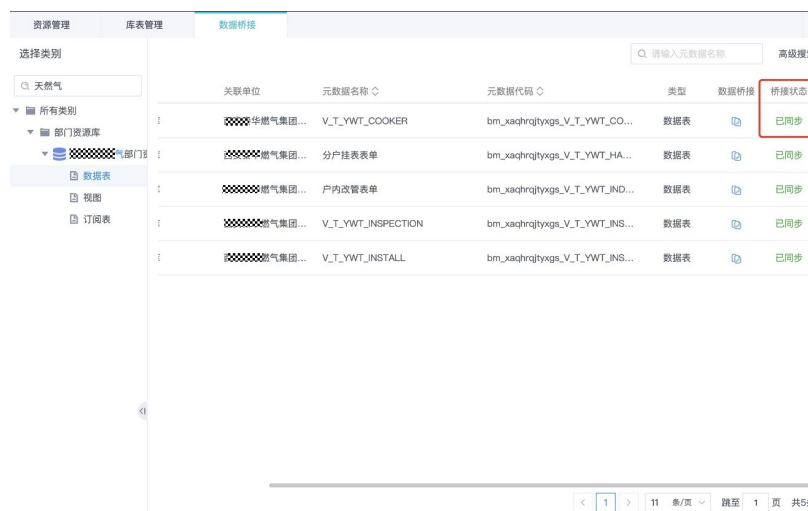 资源管理 库表管理 数据桥接
选择类别
请输入元数据名称 高级搜
天然气
所有类别
部门资源库
气部门
数据表
视图
订阅表
关联单位 元数据名称 元数据代码 类型 数据桥接 桥接状态
华燃气集团... V_T_YWT_COOKER bm_xaqhrqjtyxgs_V_T_YWT_CO... 数据表 已同步
燃气集团... 分户挂表表单 bm_xaqhrqjtyxgs_V_T_YWT_HA... 数据表 已同步
燃气集团... 户内改管表单 bm_xaqhrqjtyxgs_V_T_YWT_IND... 数据表 已同步
燃气集团... V_T_YWT_INSPECTION bm_xaqhrqjtyxgs_V_T_YWT_INS... 数据表 已同步
燃气集团... V_T_YWT_INSTALL bm_xaqhrqjtyxgs_V_T_YWT_INS... 数据表 已同步
< 1 > 11 条/页 跳至 1 页 共5